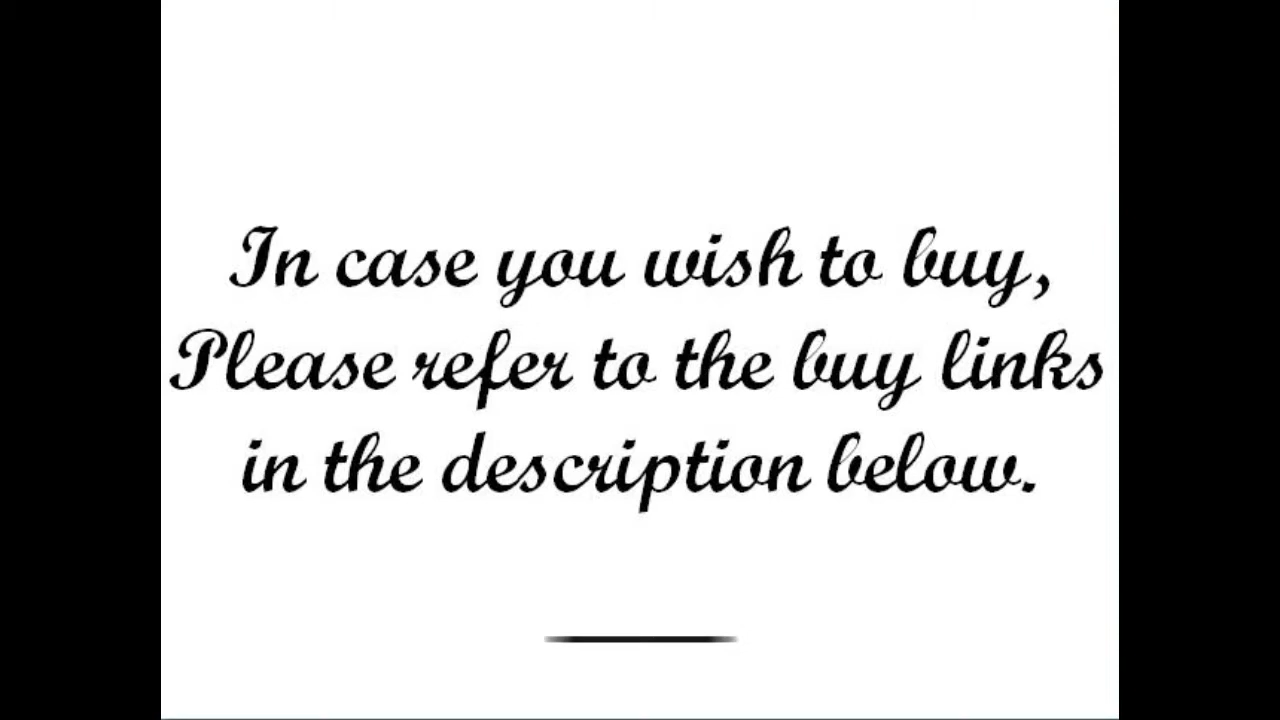 In case you wish to buy,
Please refer to the buy links
in the description below.